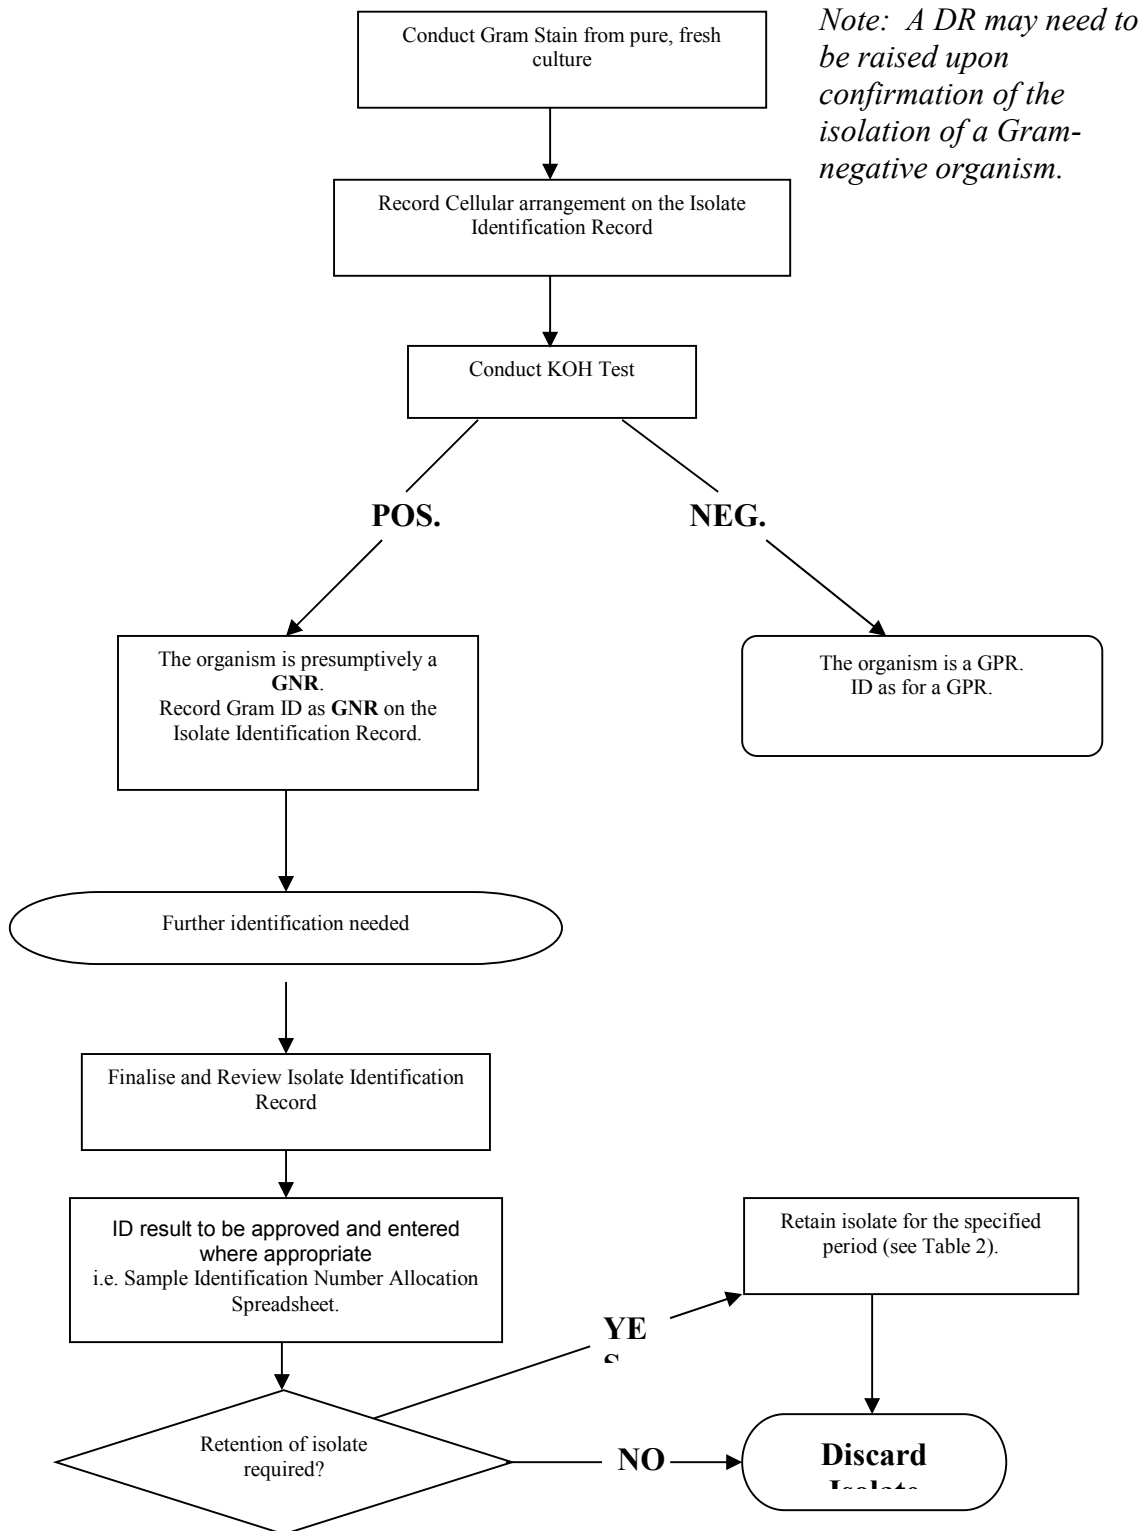 Conduct Gram Stain from pure, fresh
culture
Note: A DR may need to
be raised upon
confirmation of the
isolation of a Gram-
negative organism.
Record Cellular arrangement on the Isolate
Identification Record
Conduct KOH Test
POS.
NEG.
The organism is presumptively a
GNR.
Record Gram ID as GNR on the
Isolate Identification Record.
The organism is a GPR.
ID as for a GPR.
Further identification needed
Finalise and Review Isolate Identification
Record
ID result to be approved and entered
where appropriate
i.e. Sample Identification Number Allocation
Spreadsheet.
Retain isolate for the specified
period (see Table 2).
YE
S
Retention of isolate
required?
NO
Discard
Isolate